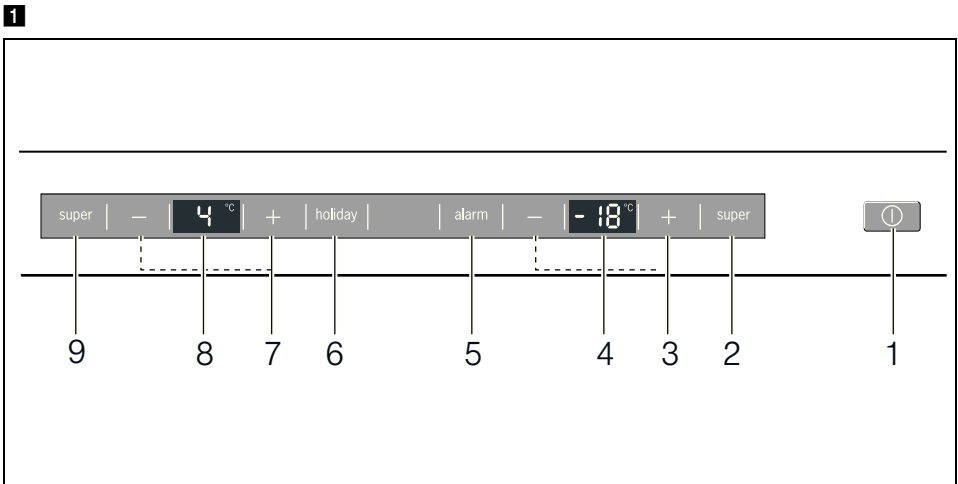 1
super | – | 4 °C | + | holiday | | alarm | – | -18 °C | + | super
9 8 7 6 5 4 3 2 1